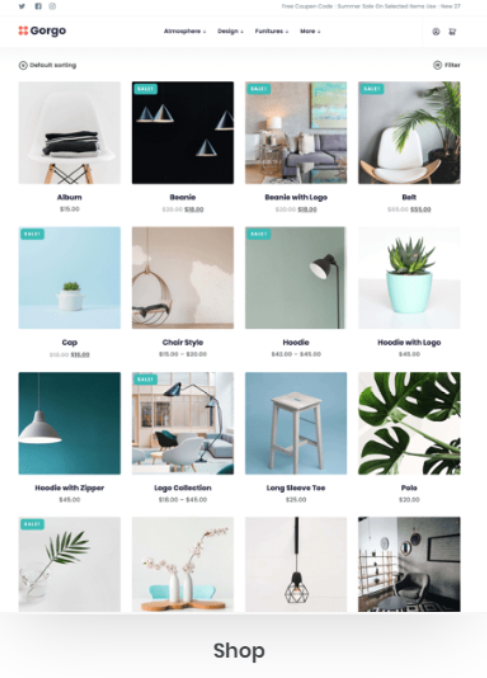 Free Coupon Code : Summer Sale On Selected Items Use : New 27
Gorgo
Atmosphere Design Funitures More
Default sorting Filter
SALE! SALE! SALE!
Album Beanie Beanie with Logo Belt
$15.00 $20.00 $18.00 $20.00 $18.00 $65.00 $55.00
SALE! SALE!
Cap Chair Style Hoodie Hoodie with Logo
$16.00 $15.00 – $20.00 $42.00 – $45.00 $45.00
SALE!
Hoodie with Zipper Logo Collection Long Sleeve Tee Polo
$45.00 $18.00 – $45.00 $25.00 $20.00
SALE!
Shop